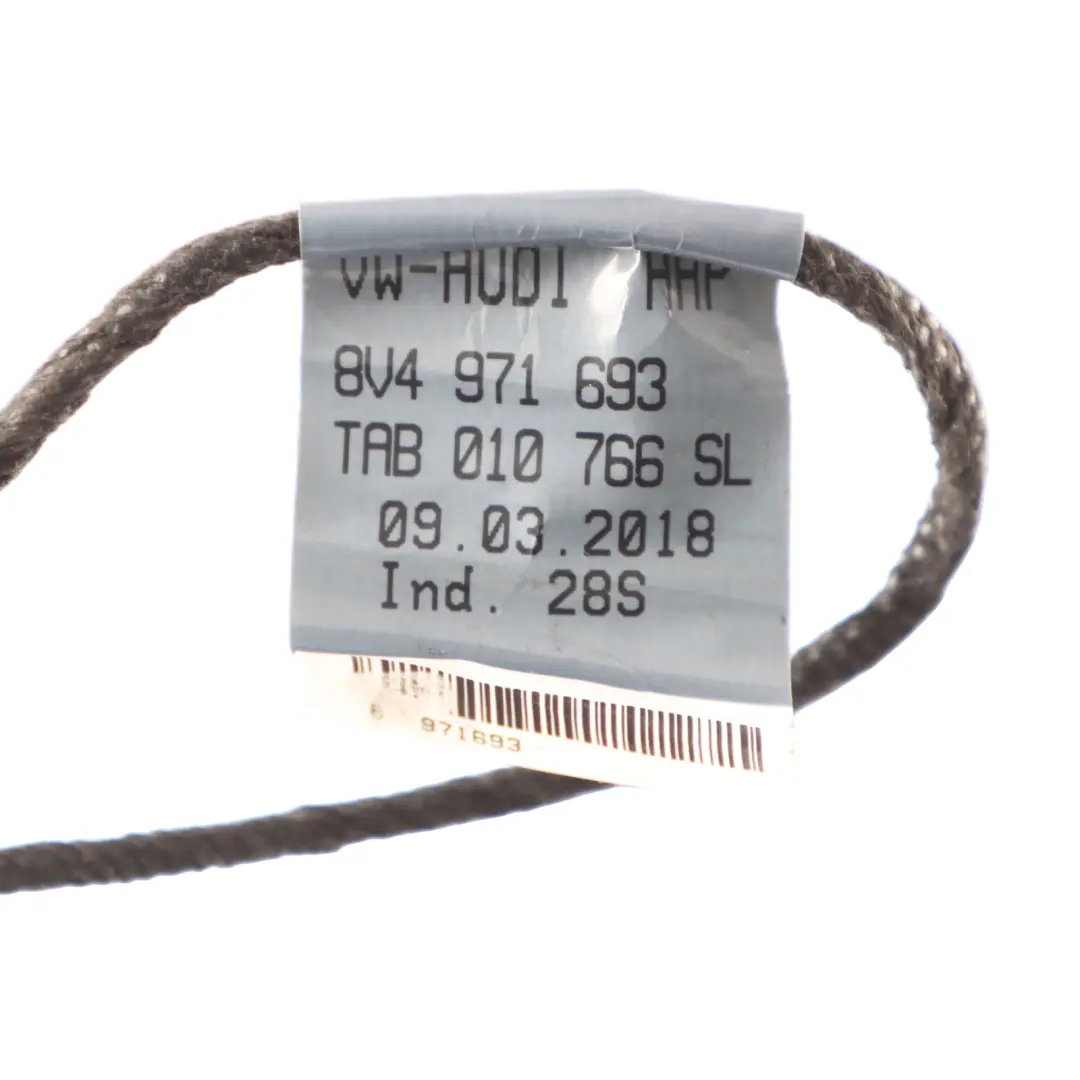 VW-AUDI AHP
8V4 971 693
TAB 010 766 SL
09.03.2018
Ind. 28S
971693